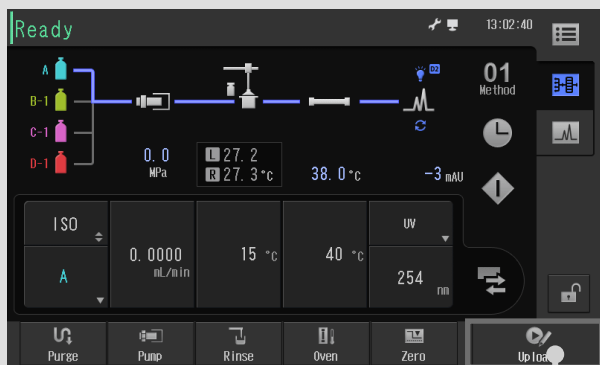 Ready
13:02:40
A
B-1
C-1
D-1
D2
01
Method
0.0
MPa
L 27.2
R 27.3 °C
38.0 °C
-3 mAU
ISO
A
0.0000
mL/min
15 °C
40 °C
UV
254
nm
Purge
Pump
Rinse
Oven
Zero